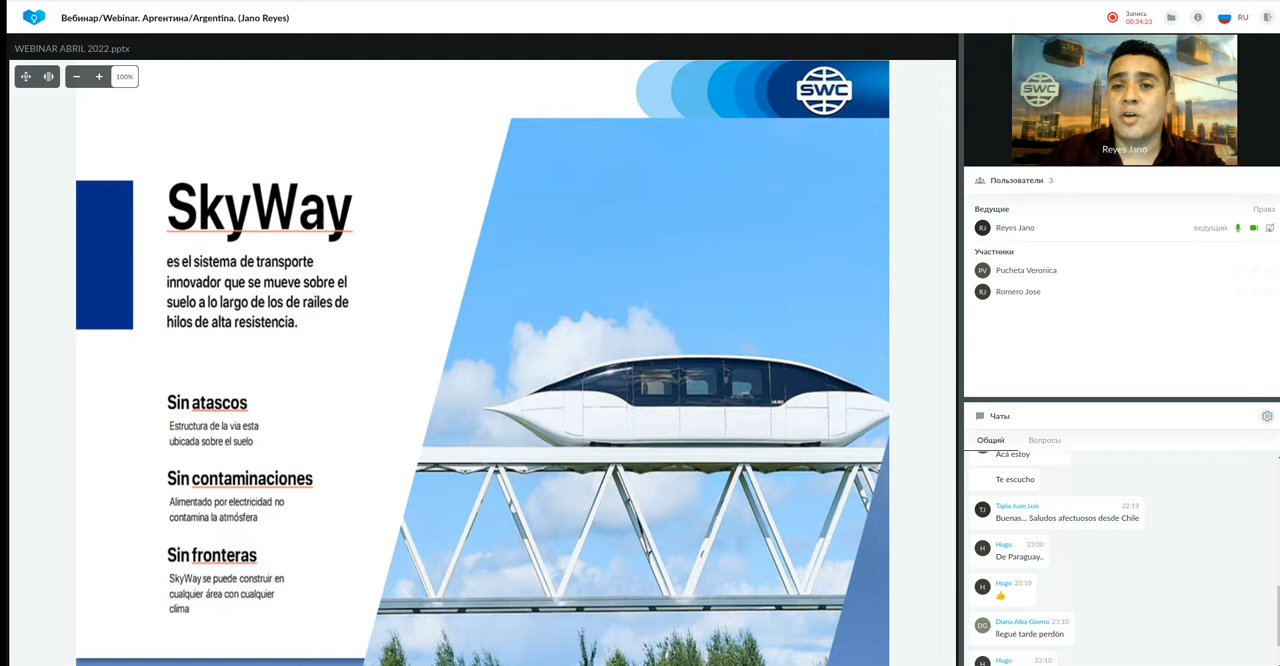 Вебинар/Webinar. Аргентина/Argentina. (Jano Reyes)
Запись
00:34:23
RU
WEBINAR ABRIL 2022.pptx
100%
SWC
SkyWay
es el sistema de transporte
innovador que se mueve sobre el
suelo a lo largo de los de railes de
hilos de alta resistencia.
Sin atascos
Estructura de la via esta
ubicada sobre el suelo
Sin contaminaciones
Alimentado por electricidad no
contamina la atmósfera
Sin fronteras
SkyWay se puede construir en
cualquier área con cualquier
clima
SWC
Reyes Jano
Пользователи 3
Ведущие
Права
RJ
Reyes Jano
ведущий
Участники
PV
Pucheta Veronica
RJ
Romero Jose
Чаты
Общий
Вопросы
Acá estoy
Te escucho
TJ
Tapia Juan Luis 22:19
Buenas... Saludos afectuosos desde Chile
H
Hugo 23:00
De Paraguay..
H
Hugo 23:10
👍
DG
Diana Alba Giorno 23:10
llegué tarde perdón
H
Hugo 23:10